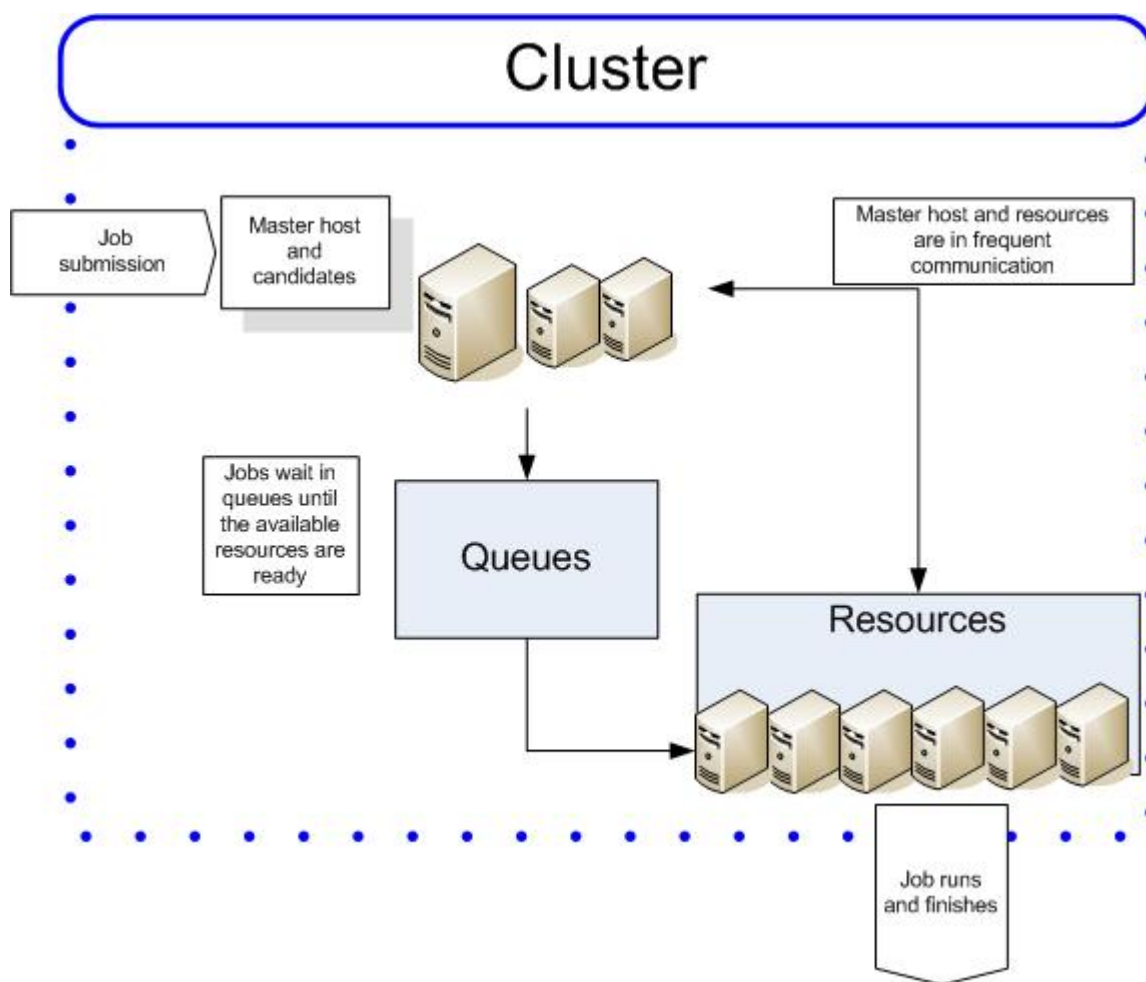 Cluster
Job
submission
Master host
and
candidates
Master host and resources
are in frequent
communication
Jobs wait in
queues until
the available
resources are
ready
Queues
Resources
Job runs
and finishes